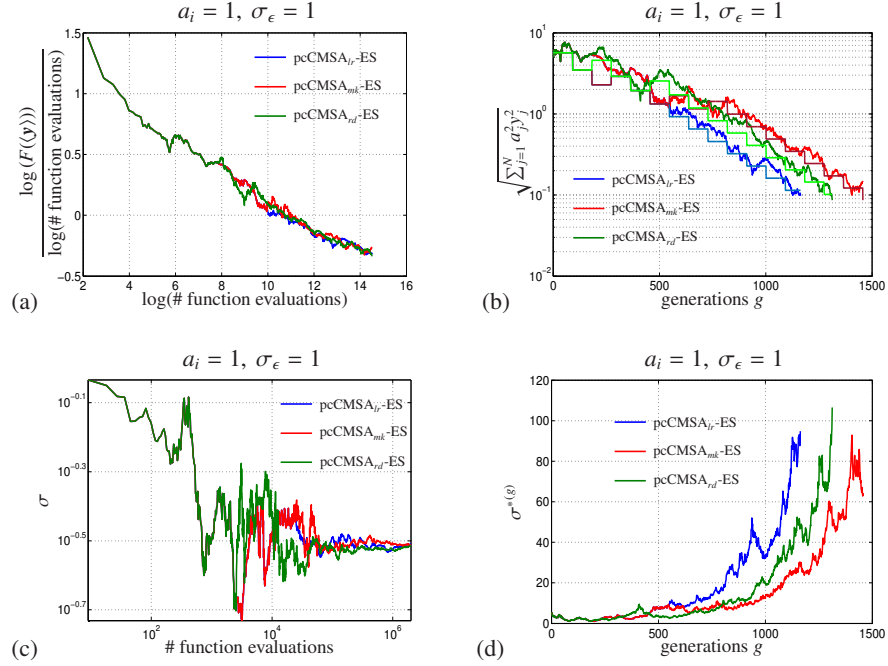 a_i = 1, σ_ϵ = 1
log (F(⟨y⟩)) / log(# function evaluations)
1.5
1
0.5
0
−0.5
2 4 6 8 10 12 14 16
pcCMSA_lr-ES
pcCMSA_mk-ES
pcCMSA_rd-ES
log(# function evaluations)
(a)
a_i = 1, σ_ϵ = 1
√(∑_{j=1}^{N} a_j^2 y_j^2)
10^1
10^0
10^−1
10^−2
0 500 1000 1500
pcCMSA_lr-ES
pcCMSA_mk-ES
pcCMSA_rd-ES
generations g
(b)
a_i = 1, σ_ϵ = 1
σ
10^−0.1
10^−0.3
10^−0.5
10^−0.7
10^2 10^4 10^6
pcCMSA_lr-ES
pcCMSA_mk-ES
pcCMSA_rd-ES
# function evaluations
(c)
a_i = 1, σ_ϵ = 1
σ^*(g)
120
100
80
60
40
20
0
0 500 1000 1500
pcCMSA_lr-ES
pcCMSA_mk-ES
pcCMSA_rd-ES
generations g
(d)